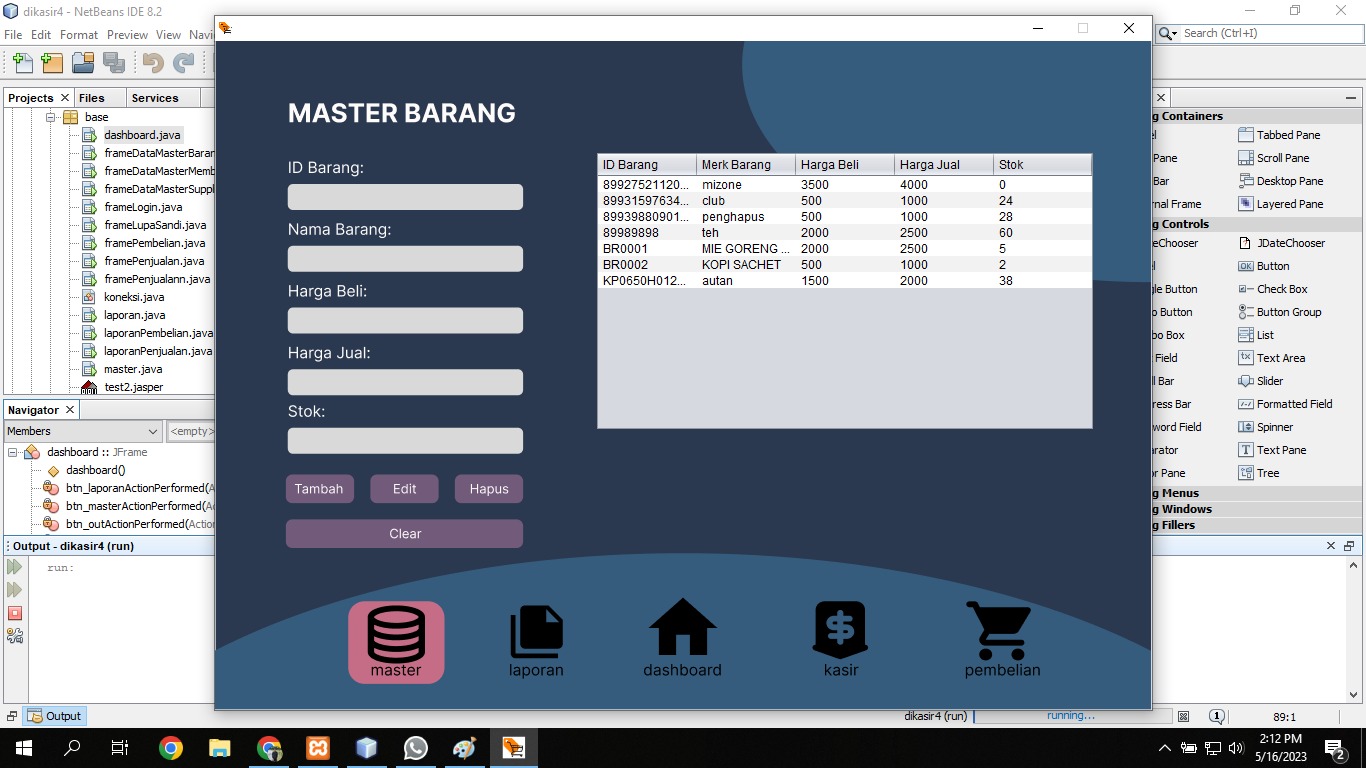 dikasir4 - NetBeans IDE 8.2
File Edit Format Preview View Navi
Search (Ctrl+I)
Projects Files Services
base
dashboard.java
frameDataMasterBaran
frameDataMasterMemb
frameDataMasterSuppl
frameLogin.java
frameLupaSandi.java
framePembelian.java
framePenjualan.java
framePenjualann.java
koneksi.java
laporan.java
laporanPembelian.java
laporanPenjualan.java
master.java
test2.jasper
Navigator
Members <empty>
dashboard :: JFrame
dashboard()
btn_laporanActionPerformed(A
btn_masterActionPerformed(Ac
btn_outActionPerformed(Action
Output - dikasir4 (run)
run:
MASTER BARANG
ID Barang:
Nama Barang:
Harga Beli:
Harga Jual:
Stok:
Tambah Edit Hapus
Clear
ID Barang Merk Barang Harga Beli Harga Jual Stok
89927521120... mizone 3500 4000 0
89931597634... club 500 1000 24
89939880901... penghapus 500 1000 28
89989898 teh 2000 2500 60
BR0001 MIE GORENG ... 2000 2500 5
BR0002 KOPI SACHET 500 1000 2
KP0650H012... autan 1500 2000 38
master laporan dashboard kasir pembelian
g Containers
el Tabbed Pane
Pane Scroll Pane
Bar Desktop Pane
rnal Frame Layered Pane
g Controls
teChooser JDateChooser
el Button
gle Button Check Box
o Button Button Group
bo Box List
Field Text Area
ll Bar Slider
ress Bar Formatted Field
word Field Spinner
arator Text Pane
or Pane Tree
g Menus
g Windows
g Fillers
Output
dikasir4 (run) running... 1 89:1
2:12 PM
5/16/2023
2